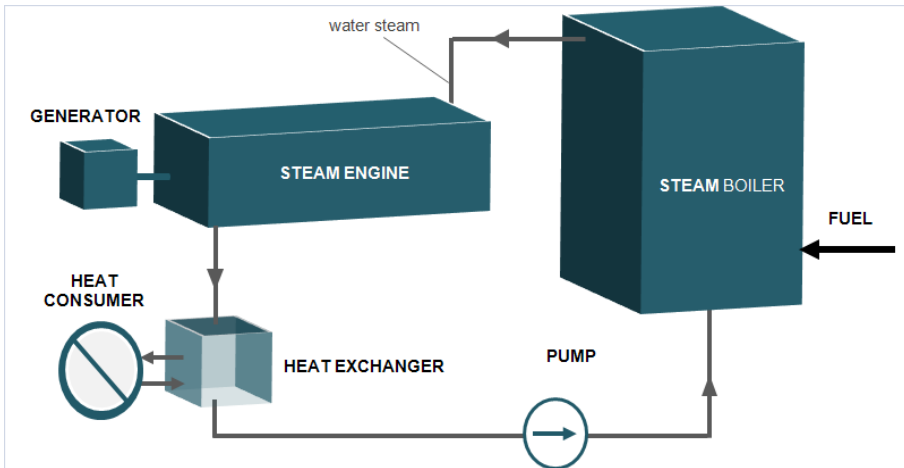 water steam
GENERATOR
STEAM ENGINE
STEAM BOILER
FUEL
HEAT
CONSUMER
HEAT EXCHANGER
PUMP